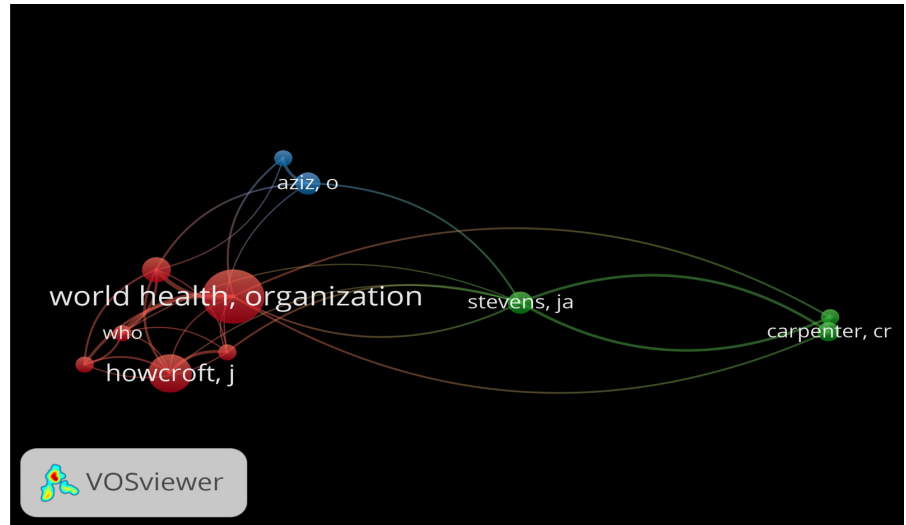 aziz, o
world health, organization
stevens, ja
who
carpenter, cr
howcroft, j
VOSviewer